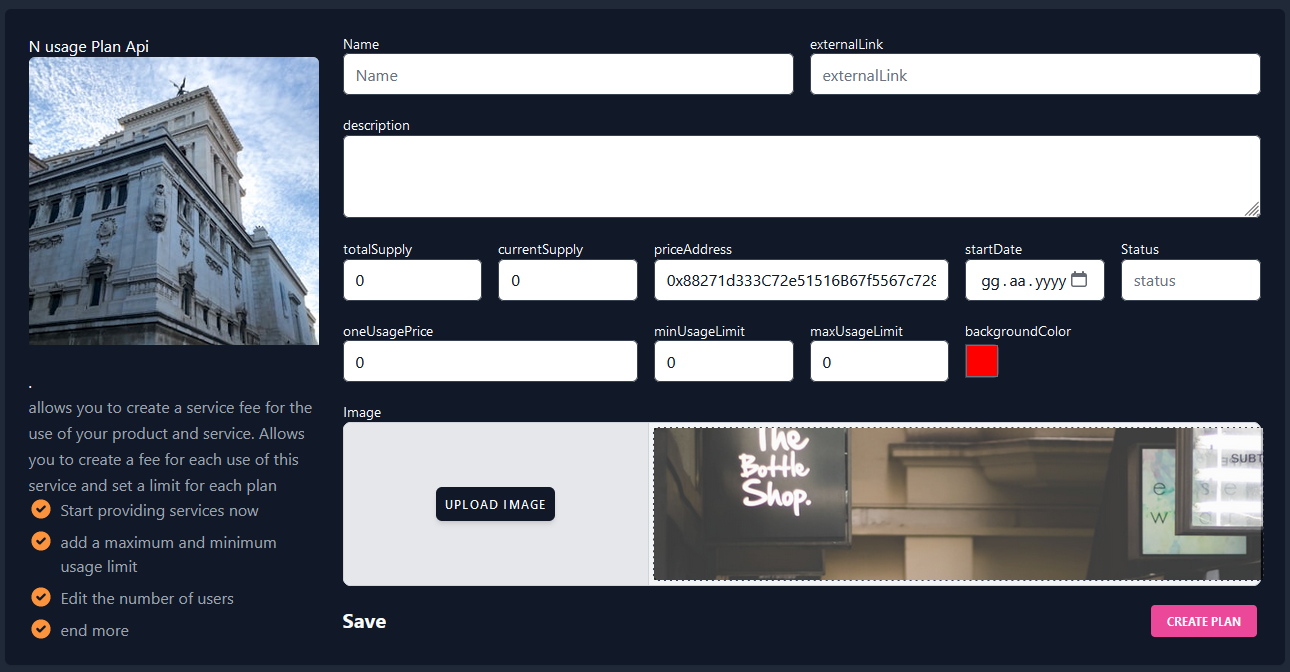 N usage Plan Api
.
allows you to create a service fee for the
use of your product and service. Allows
you to create a fee for each use of this
service and set a limit for each plan
Start providing services now
add a maximum and minimum
usage limit
Edit the number of users
end more
Name
Name
externalLink
externalLink
description
totalSupply
0
currentSupply
0
priceAddress
0x88271d333C72e51516B67f5567c728
startDate
gg.aa.yyyy
Status
status
oneUsagePrice
0
minUsageLimit
0
maxUsageLimit
0
backgroundColor
Image
UPLOAD IMAGE
The
Bottle
Shop.
SUBT
Save
CREATE PLAN